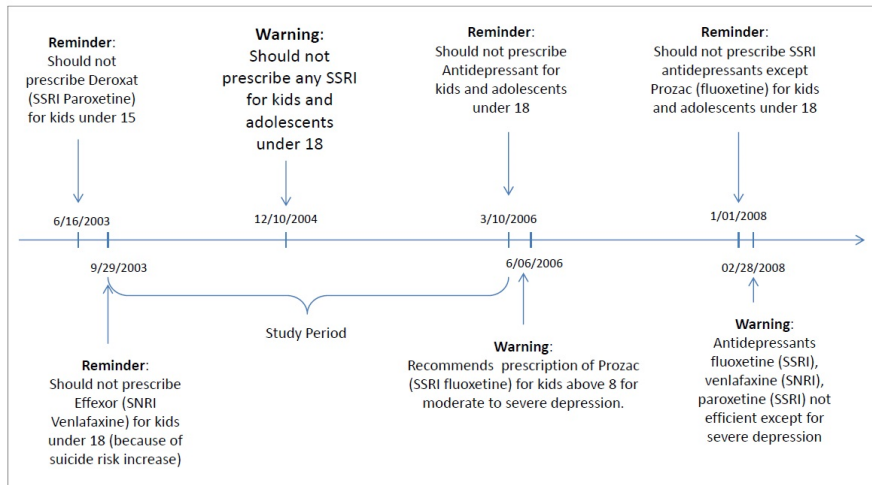 Reminder:
Should not
prescribe Deroxat
(SSRI Paroxetine)
for kids under 15
Warning:
Should not
prescribe any SSRI
for kids and
adolescents
under 18
Reminder:
Should not prescribe
Antidepressant for
kids and adolescents
under 18
Reminder:
Should not prescribe SSRI
antidepressants except
Prozac (fluoxetine) for kids
and adolescents under 18
6/16/2003
12/10/2004
3/10/2006
1/01/2008
9/29/2003
6/06/2006
02/28/2008
Study Period
Reminder:
Should not prescribe
Effexor (SNRI
Venlafaxine) for kids
under 18 (because of
suicide risk increase)
Warning:
Recommends prescription of Prozac
(SSRI fluoxetine) for kids above 8 for
moderate to severe depression.
Warning:
Antidepressants
fluoxetine (SSRI),
venlafaxine (SNRI),
paroxetine (SSRI) not
efficient except for
severe depression